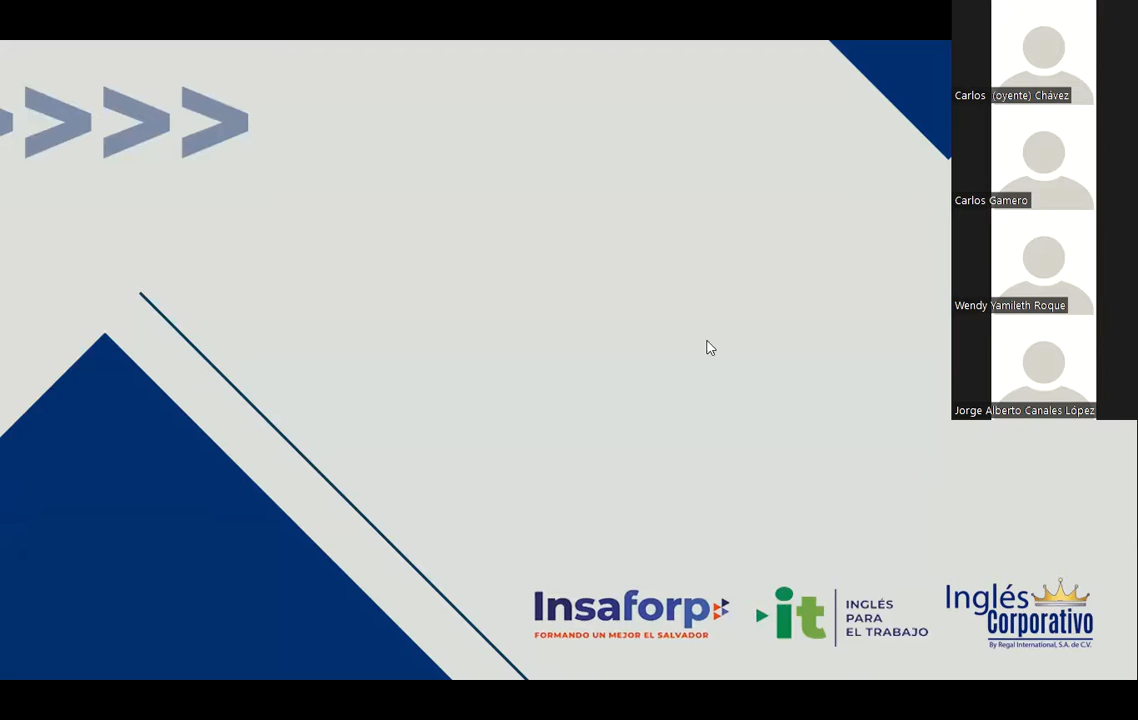 Carlos (oyente) Chávez
Carlos Gamero
Wendy Yamileth Roque
Jorge Alberto Canales López
Insaforp
FORMANDO UN MEJOR EL SALVADOR
it
INGLÉS
PARA
EL TRABAJO
Inglés
Corporativo
By Regal International, S.A. de C.V.